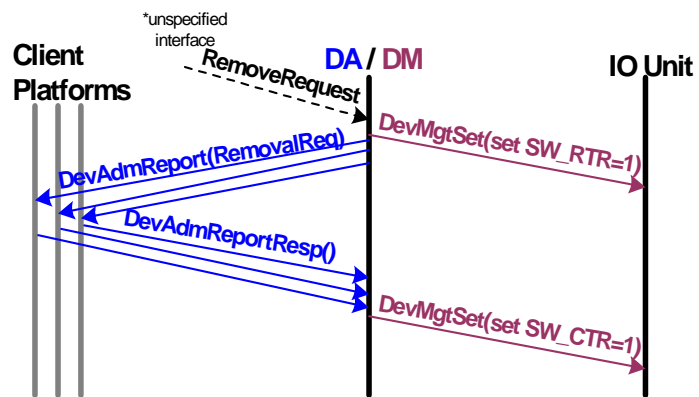 *unspecified
interface
Client
Platforms
DA / DM
IO Unit
RemoveRequest
DevMgtSet(set SW_RTR=1)
DevAdmReport(RemovalReq)
DevAdmReportResp()
DevMgtSet(set SW_CTR=1)